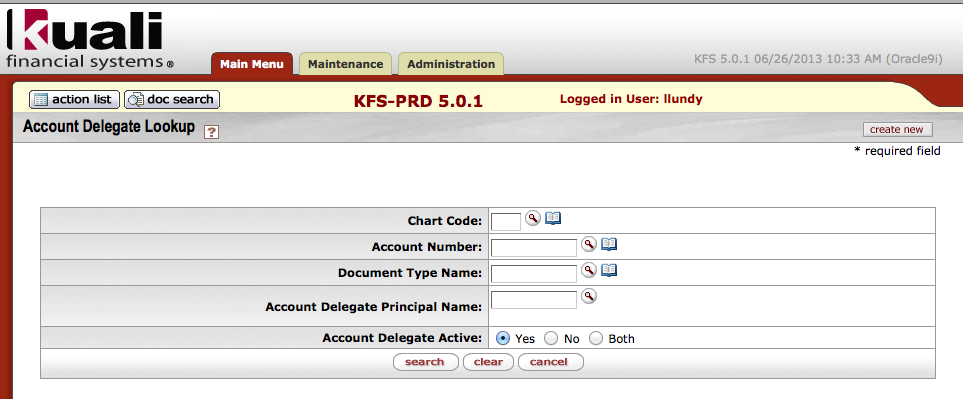 kuali
financial systems®
Main Menu Maintenance Administration KFS 5.0.1 06/26/2013 10:33 AM (Oracle9i)
action list doc search KFS-PRD 5.0.1 Logged in User: llundy
Account Delegate Lookup ? create new
* required field
Chart Code:
Account Number:
Document Type Name:
Account Delegate Principal Name:
Account Delegate Active: Yes No Both
search clear cancel